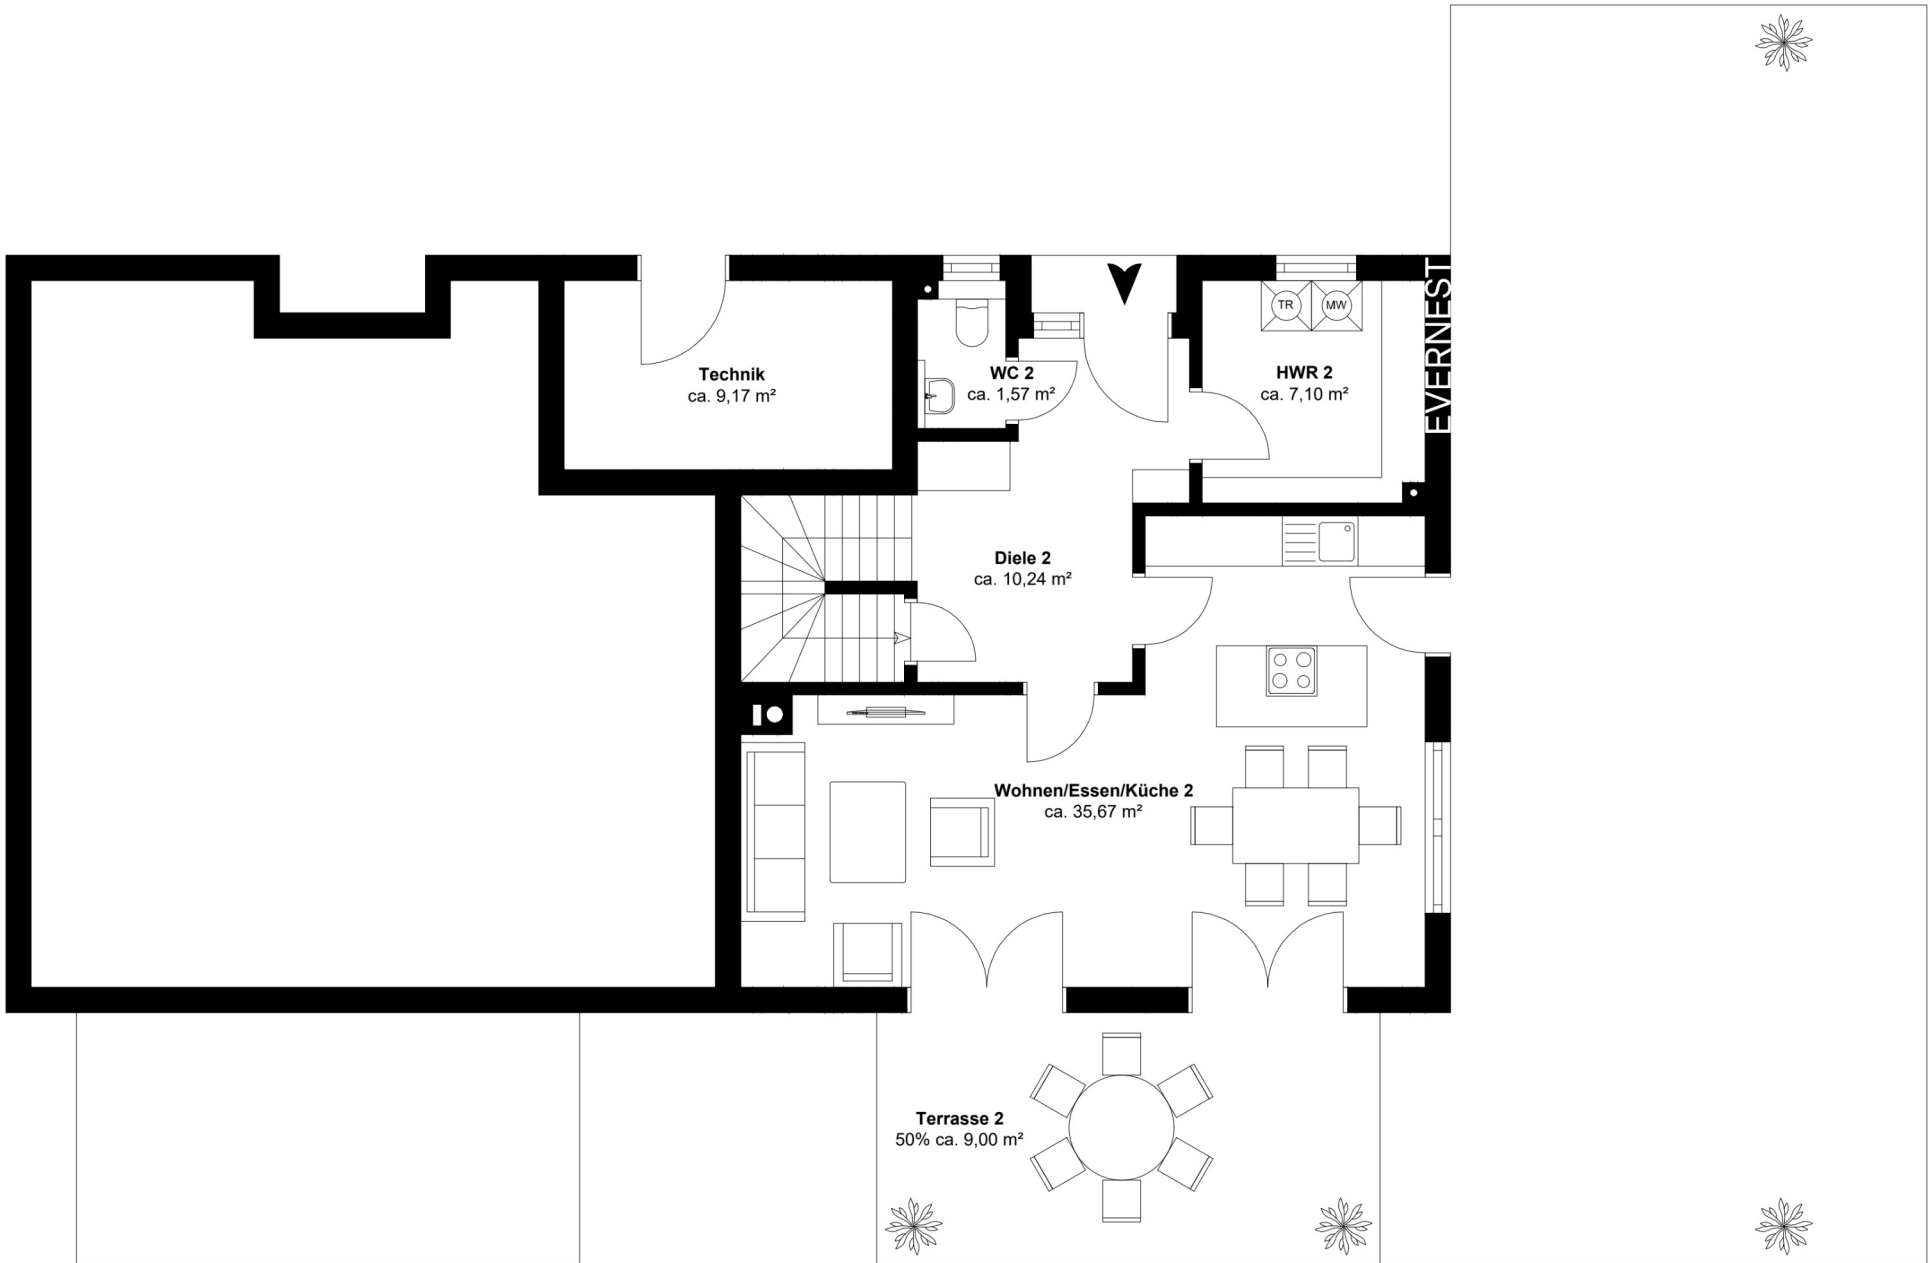 EVERNEST
TR
MW
Technik
ca. 9,17 m²
WC 2
ca. 1,57 m²
HWR 2
ca. 7,10 m²
Diele 2
ca. 10,24 m²
Wohnen/Essen/Küche 2
ca. 35,67 m²
Terrasse 2
50% ca. 9,00 m²